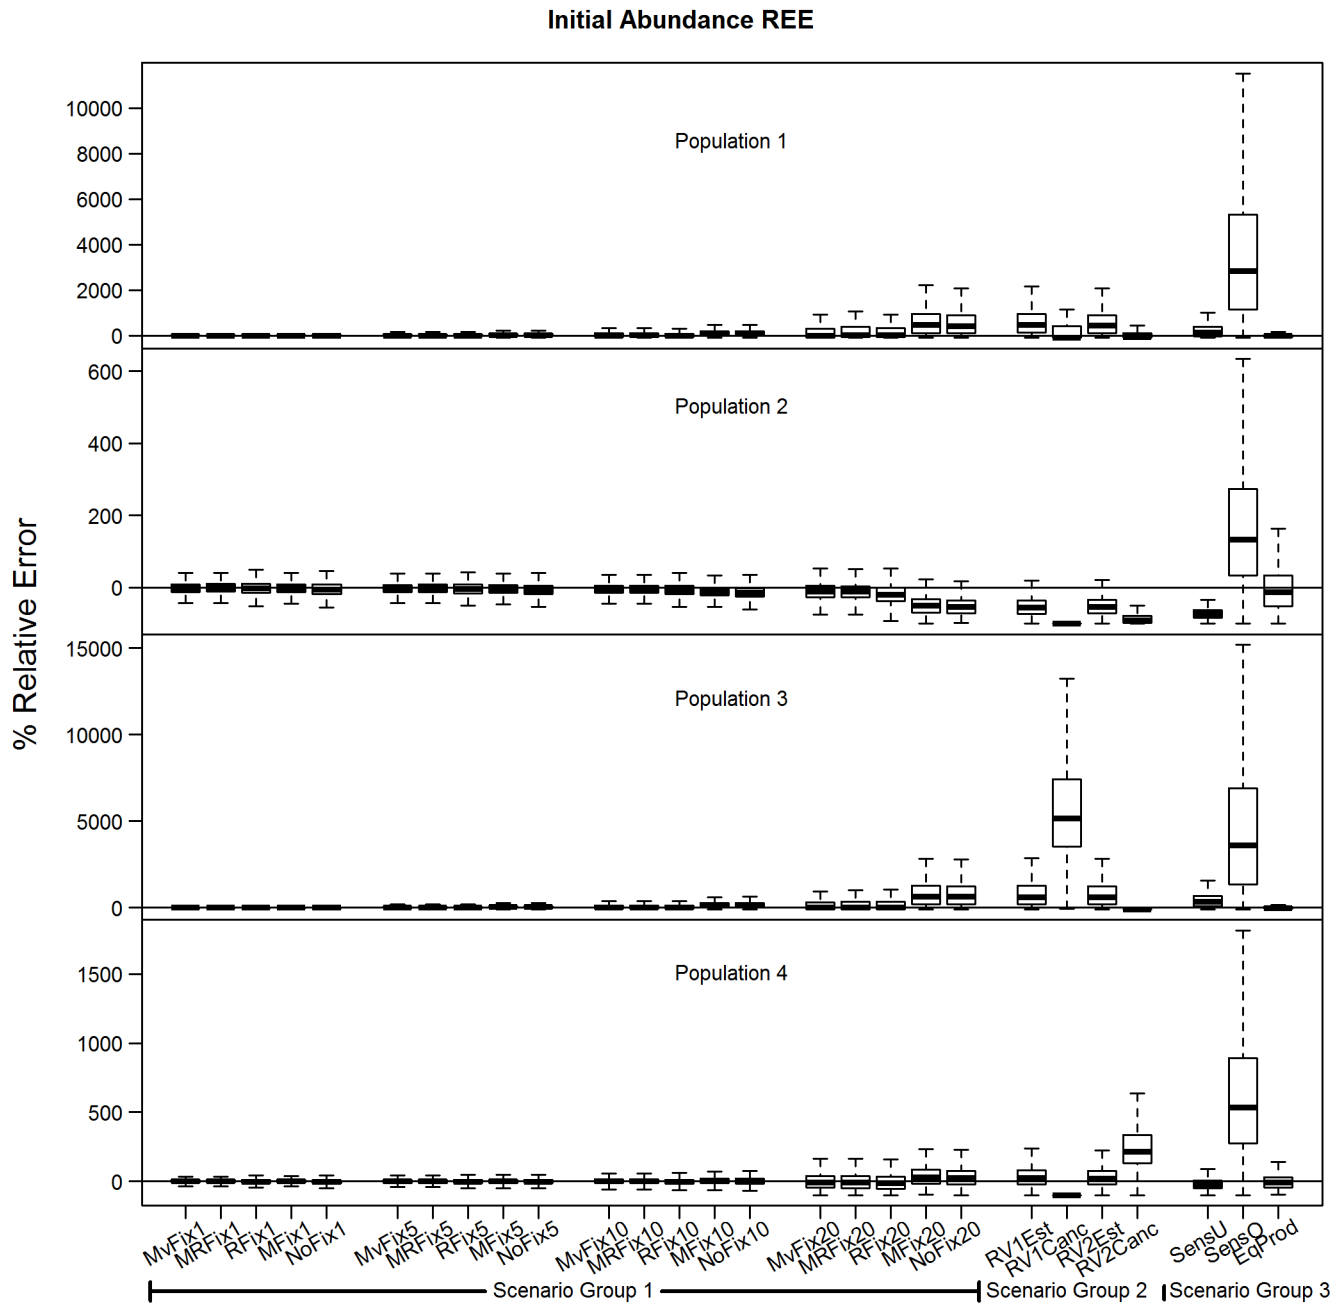 Initial Abundance REE
% Relative Error
Population 1
10000
8000
6000
4000
2000
0
Population 2
600
400
200
0
Population 3
15000
10000
5000
0
Population 4
1500
1000
500
0
MvFix1 MRFix1 RFix1 MFix1 NoFix1 MvFix5 MRFix5 RFix5 MFix5 NoFix5 MvFix10 MRFix10 RFix10 MFix10 NoFix10 MvFix20 MRFix20 RFix20 MFix20 NoFix20 RV1Est RV1Canc RV2Est RV2Canc SensU SensQ EqProd
Scenario Group 1 Scenario Group 2 Scenario Group 3